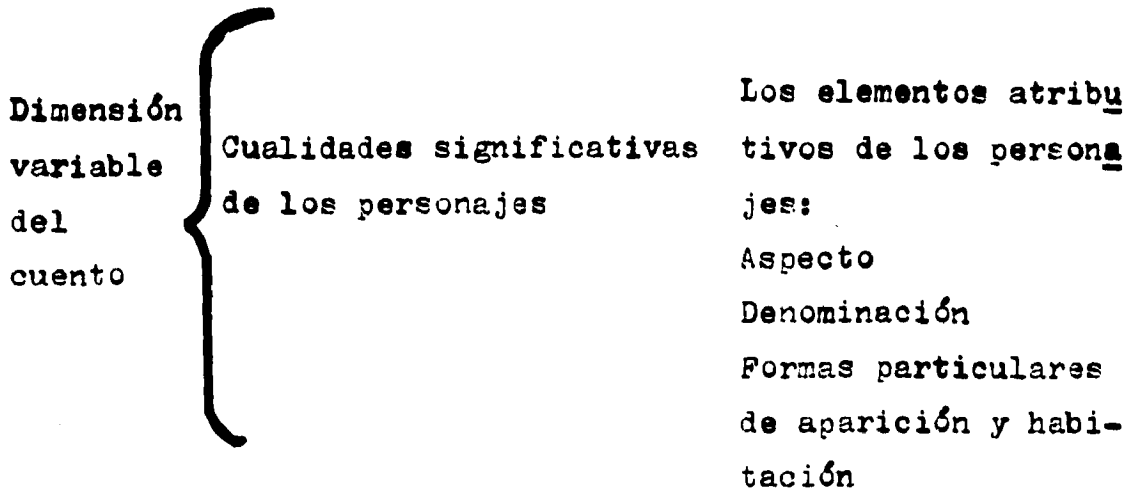 Dimensión
variable
del
cuento
Cualidades significativas
de los personajes
Los elementos atribu
tivos de los persona
jes:
Aspecto
Denominación
Formas particulares
de aparición y habi-
tación